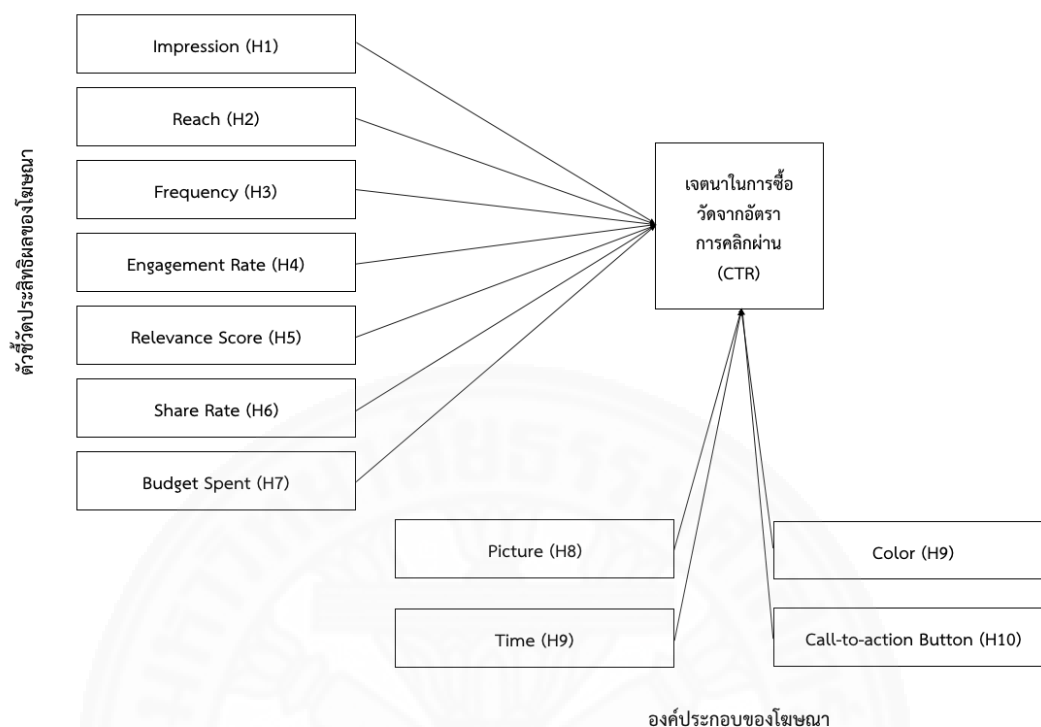 Impression (H1)
Reach (H2)
Frequency (H3)
Engagement Rate (H4)
Relevance Score (H5)
Share Rate (H6)
Budget Spent (H7)
ตัวชี้วัดประสิทธิผลของโฆษณา
เจตนาในการซื้อ
วัดจากอัตรา
การคลิกผ่าน
(CTR)
Picture (H8)
Color (H9)
Time (H9)
Call-to-action Button (H10)
องค์ประกอบของโฆษณา